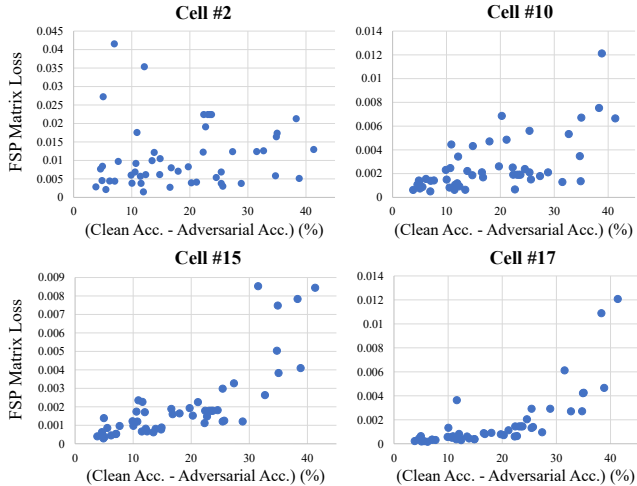 Cell #2
FSP Matrix Loss
0.045
0.04
0.035
0.03
0.025
0.02
0.015
0.01
0.005
0
0 10 20 30 40 50
(Clean Acc. - Adversarial Acc.) (%)
Cell #10
0.014
0.012
0.01
0.008
0.006
0.004
0.002
0
0 10 20 30 40 50
(Clean Acc. - Adversarial Acc.) (%)
Cell #15
FSP Matrix Loss
0.009
0.008
0.007
0.006
0.005
0.004
0.003
0.002
0.001
0
0 10 20 30 40 50
(Clean Acc. - Adversarial Acc.) (%)
Cell #17
0.014
0.012
0.01
0.008
0.006
0.004
0.002
0
0 10 20 30 40 50
(Clean Acc. - Adversarial Acc.) (%)